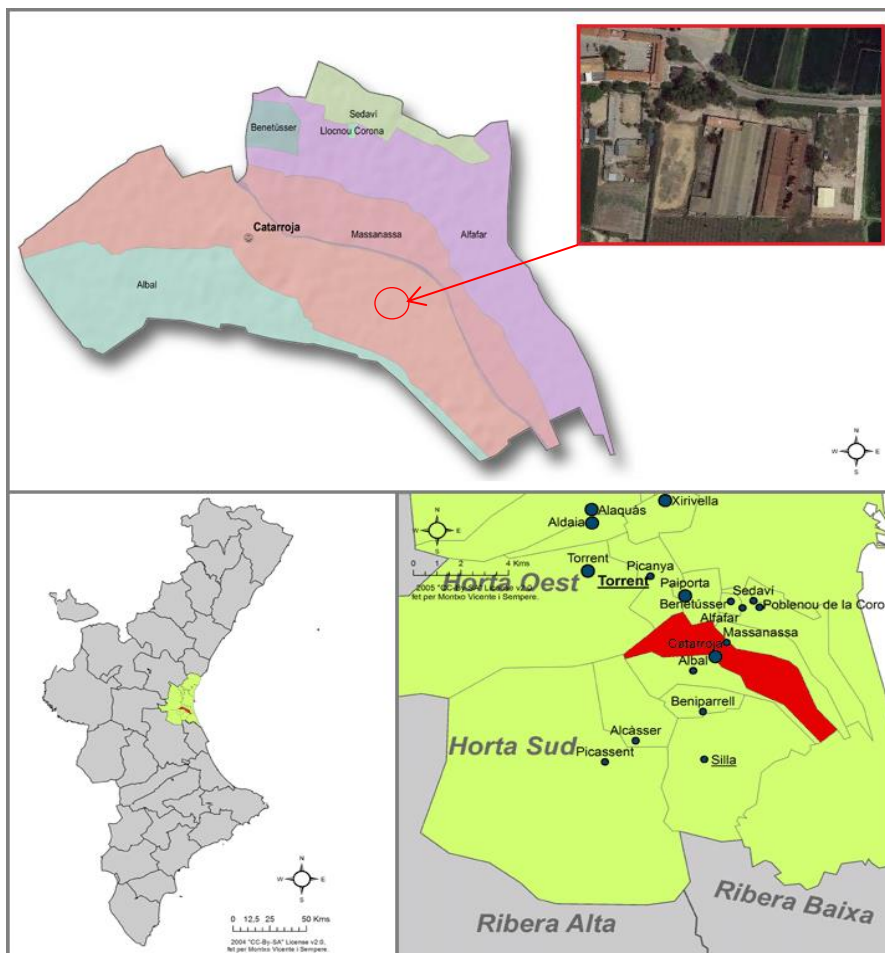 Sedaví
Benetússer
Llocnou Corona
Catarroja
Massanassa
Alfafar
Albal
N
W E
S
N
W E
S
0 12,5 25 50 Kms
2004 "CC-By-SA" License v2.0.
fet per Montxo Vicente i Sempere.
Xirivella
Alaquás
Aldaia
N
W E
S
0 1 2 4 Kms
2005 "CC-By-SA" License v2.0.
fet per Montxo Vicente i Sempere.
Horta Oest
Torrent
Torrent
Picanya
Paiporta
Sedaví
Benetússer
Poblenou de la Coro
Alfafar
Massanassa
Catarroja
Albal
Beniparrell
Alcàsser
Horta Sud
Picassent
Silla
Ribera Baixa
Ribera Alta